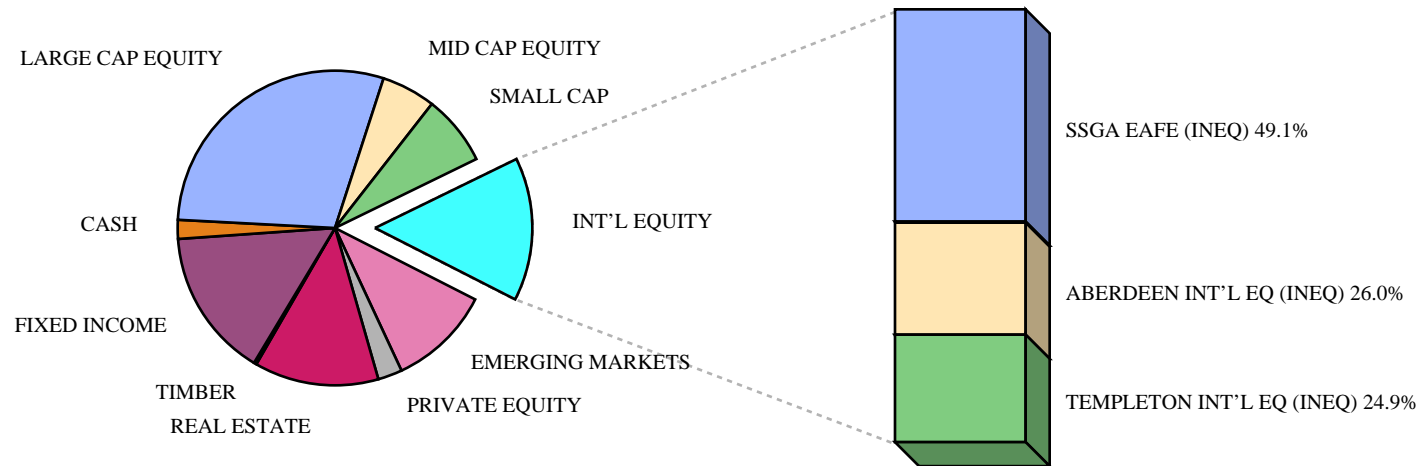 LARGE CAP EQUITY
MID CAP EQUITY
SMALL CAP
INT'L EQUITY
CASH
FIXED INCOME
TIMBER
REAL ESTATE
PRIVATE EQUITY
EMERGING MARKETS
SSGA EAFE (INEQ) 49.1%
ABERDEEN INT'L EQ (INEQ) 26.0%
TEMPLETON INT'L EQ (INEQ) 24.9%